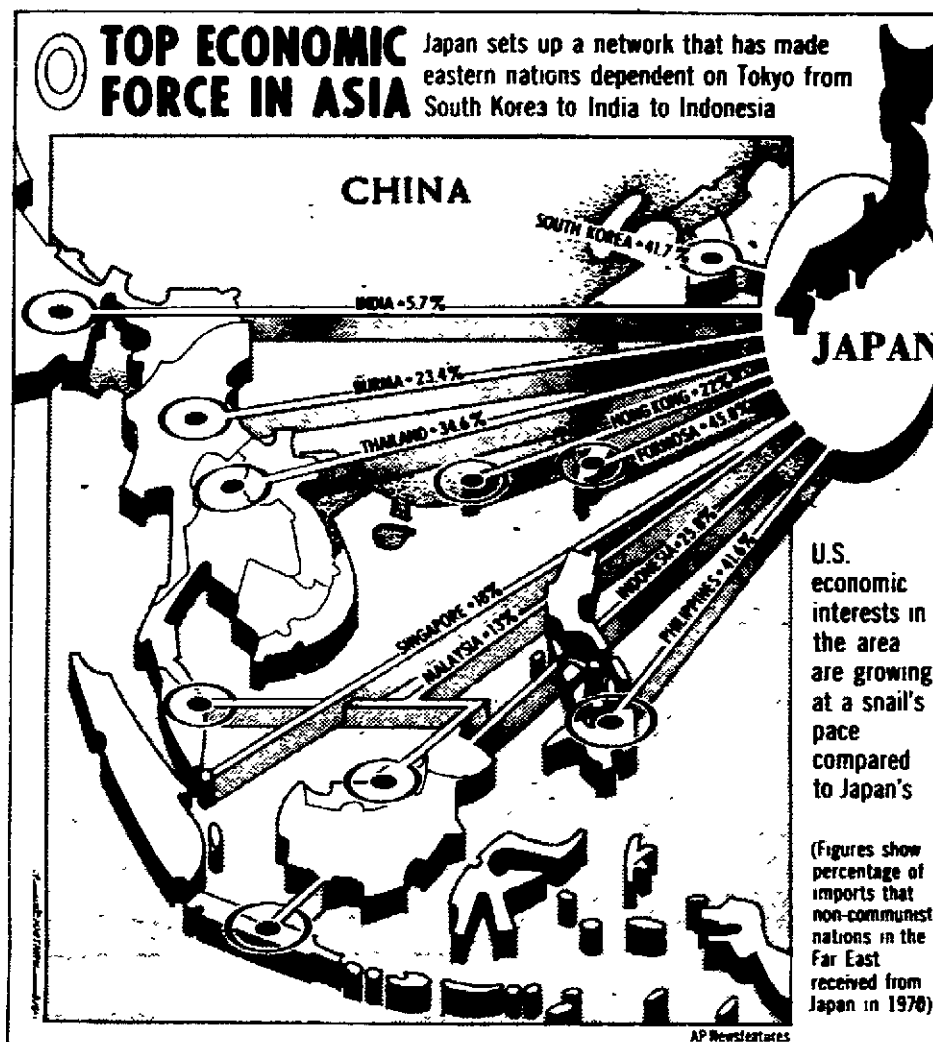 TOP ECONOMIC
FORCE IN ASIA
Japan sets up a network that has made
eastern nations dependent on Tokyo from
South Korea to India to Indonesia
CHINA
SOUTH KOREA • 41.7%
INDIA • 5.7%
JAPAN
BURMA • 23.4%
HONG KONG • 22%
THAILAND • 34.6%
FORMOSA • 45.8%
INDONESIA • 25.8%
PHILIPPINES • 41.6%
SINGAPORE • 18%
MALAYSIA • 13%
U.S.
economic
interests in
the area
are growing
at a snail's
pace
compared
to Japan's
(Figures show
percentage of
imports that
non-communist
nations in the
Far East
received from
Japan in 1970)
AP Newsfeatures